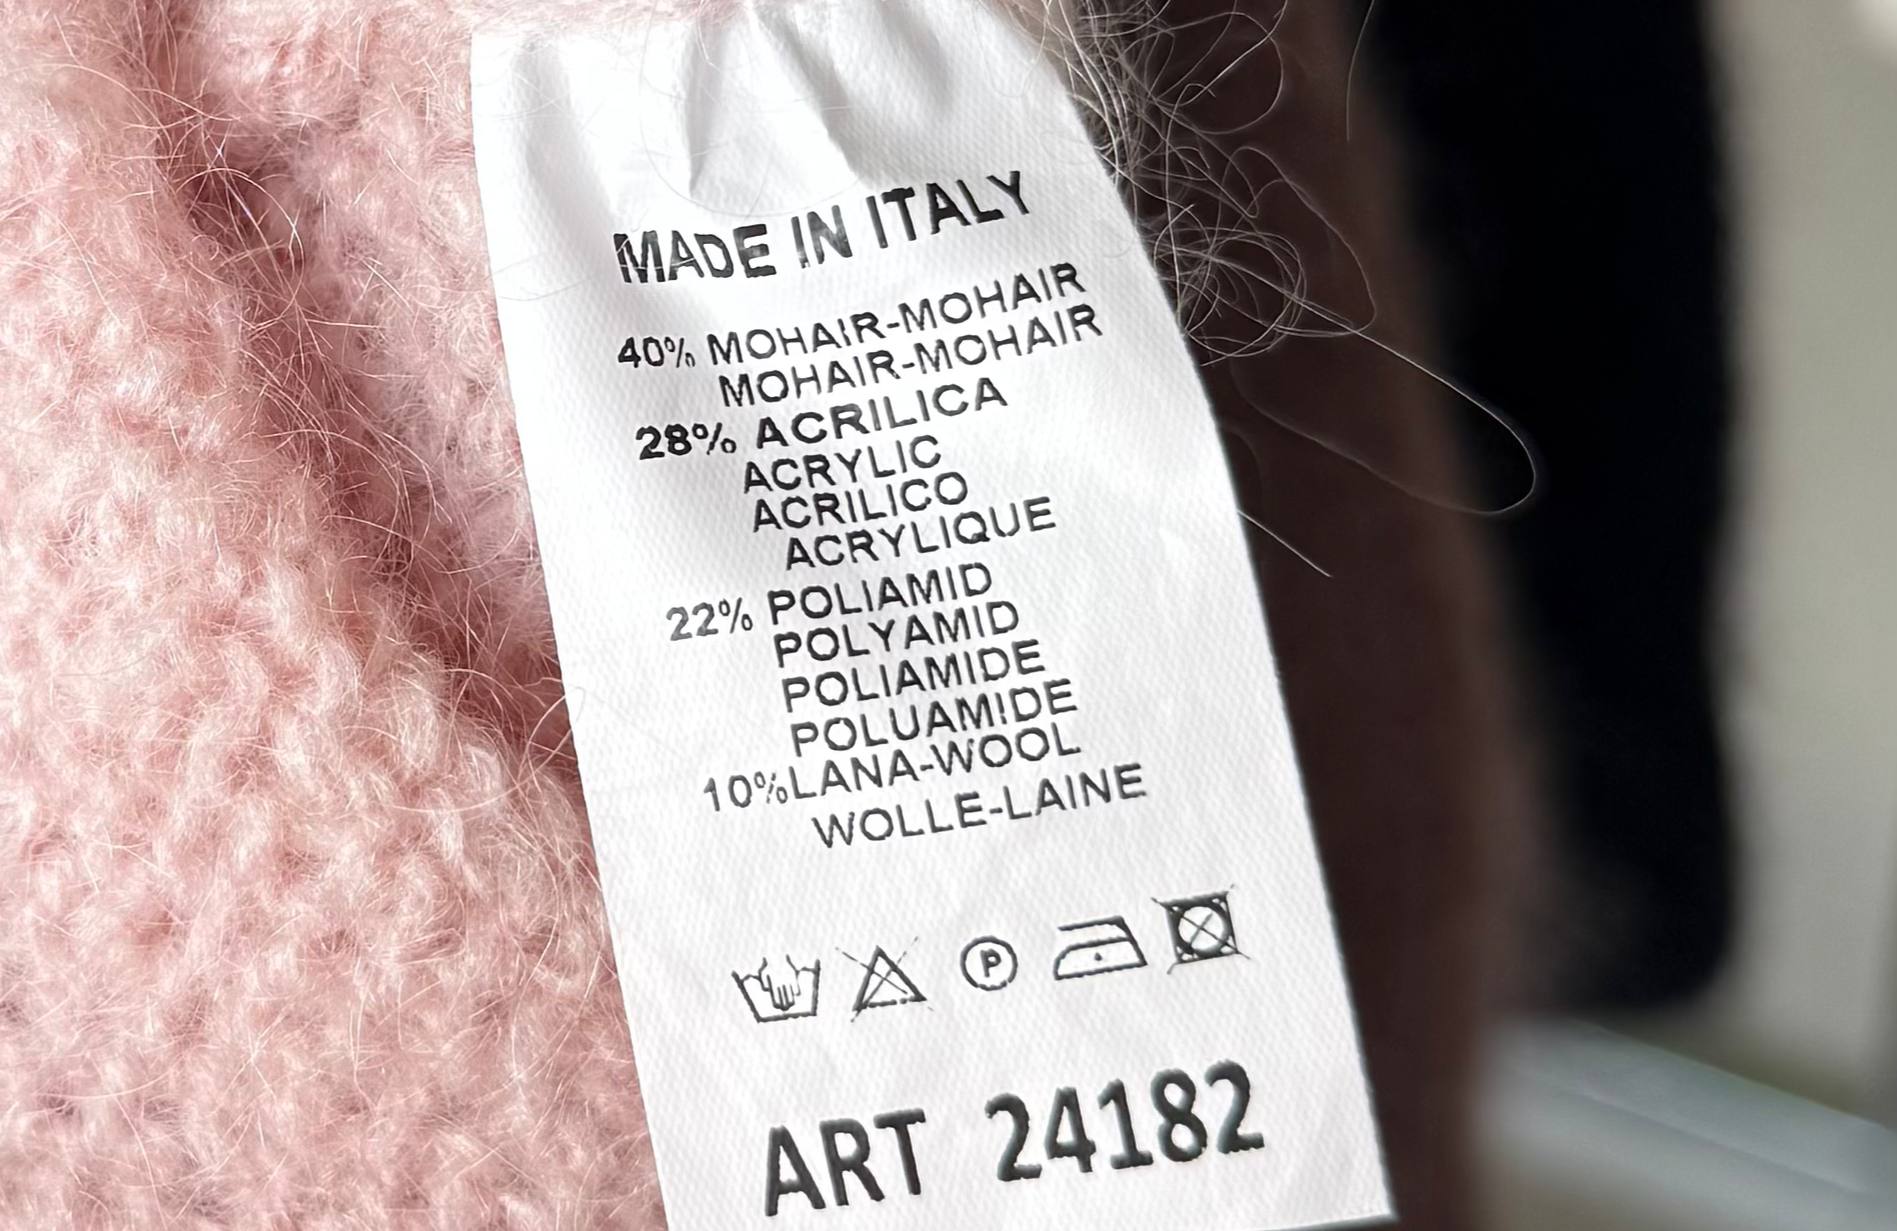 MADE IN ITALY
40% MOHAIR-MOHAIR
MOHAIR-MOHAIR
28% ACRILICA
ACRYLIC
ACRILICO
ACRYLIQUE
22% POLIAMID
POLYAMID
POLIAMIDE
POLUAMIDE
10%LANA-WOOL
WOLLE-LAINE
P
ART 24182